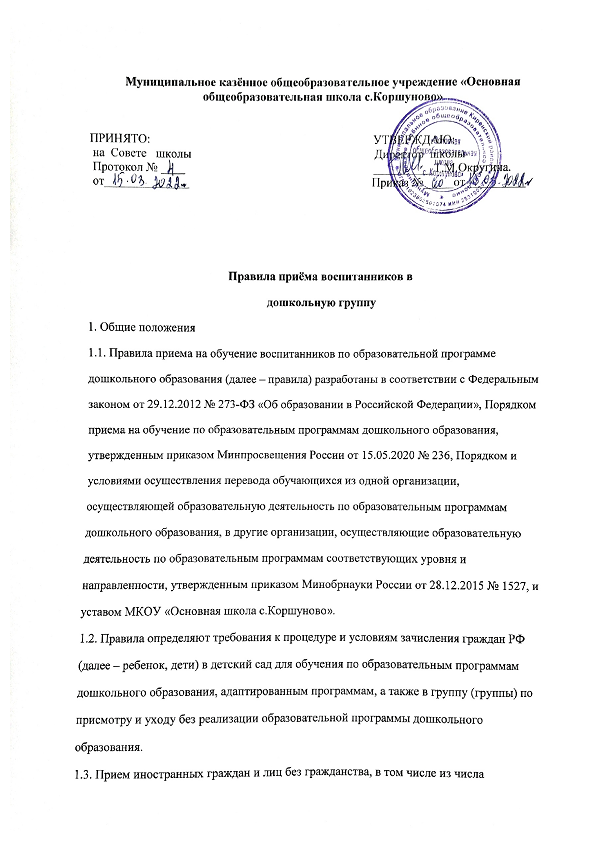 Муниципальное казённое общеобразовательное учреждение «Основная
общеобразовательная школа с.Коршуново»
ПРИНЯТО:
на Совете школы
Протокол № 4
от 15.03.2022г
УТВЕРЖДАЮ:
Директор школы
Т.М.Округина.
Приказ № от
Правила приёма воспитанников в
дошкольную группу
1. Общие положения
1.1. Правила приема на обучение воспитанников по образовательной программе
дошкольного образования (далее – правила) разработаны в соответствии с Федеральным
законом от 29.12.2012 № 273-ФЗ «Об образовании в Российской Федерации», Порядком
приема на обучение по образовательным программам дошкольного образования,
утвержденным приказом Минпросвещения России от 15.05.2020 № 236, Порядком и
условиями осуществления перевода обучающихся из одной организации,
осуществляющей образовательную деятельность по образовательным программам
дошкольного образования, в другие организации, осуществляющие образовательную
деятельность по образовательным программам соответствующих уровня и
направленности, утвержденным приказом Минобрнауки России от 28.12.2015 № 1527, и
уставом МКОУ «Основная школа с.Коршуново».
1.2. Правила определяют требования к процедуре и условиям зачисления граждан РФ
(далее – ребенок, дети) в детский сад для обучения по образовательным программам
дошкольного образования, адаптированным программам, а также в группу (группы) по
присмотру и уходу без реализации образовательной программы дошкольного
образования.
1.3. Прием иностранных граждан и лиц без гражданства, в том числе из числа